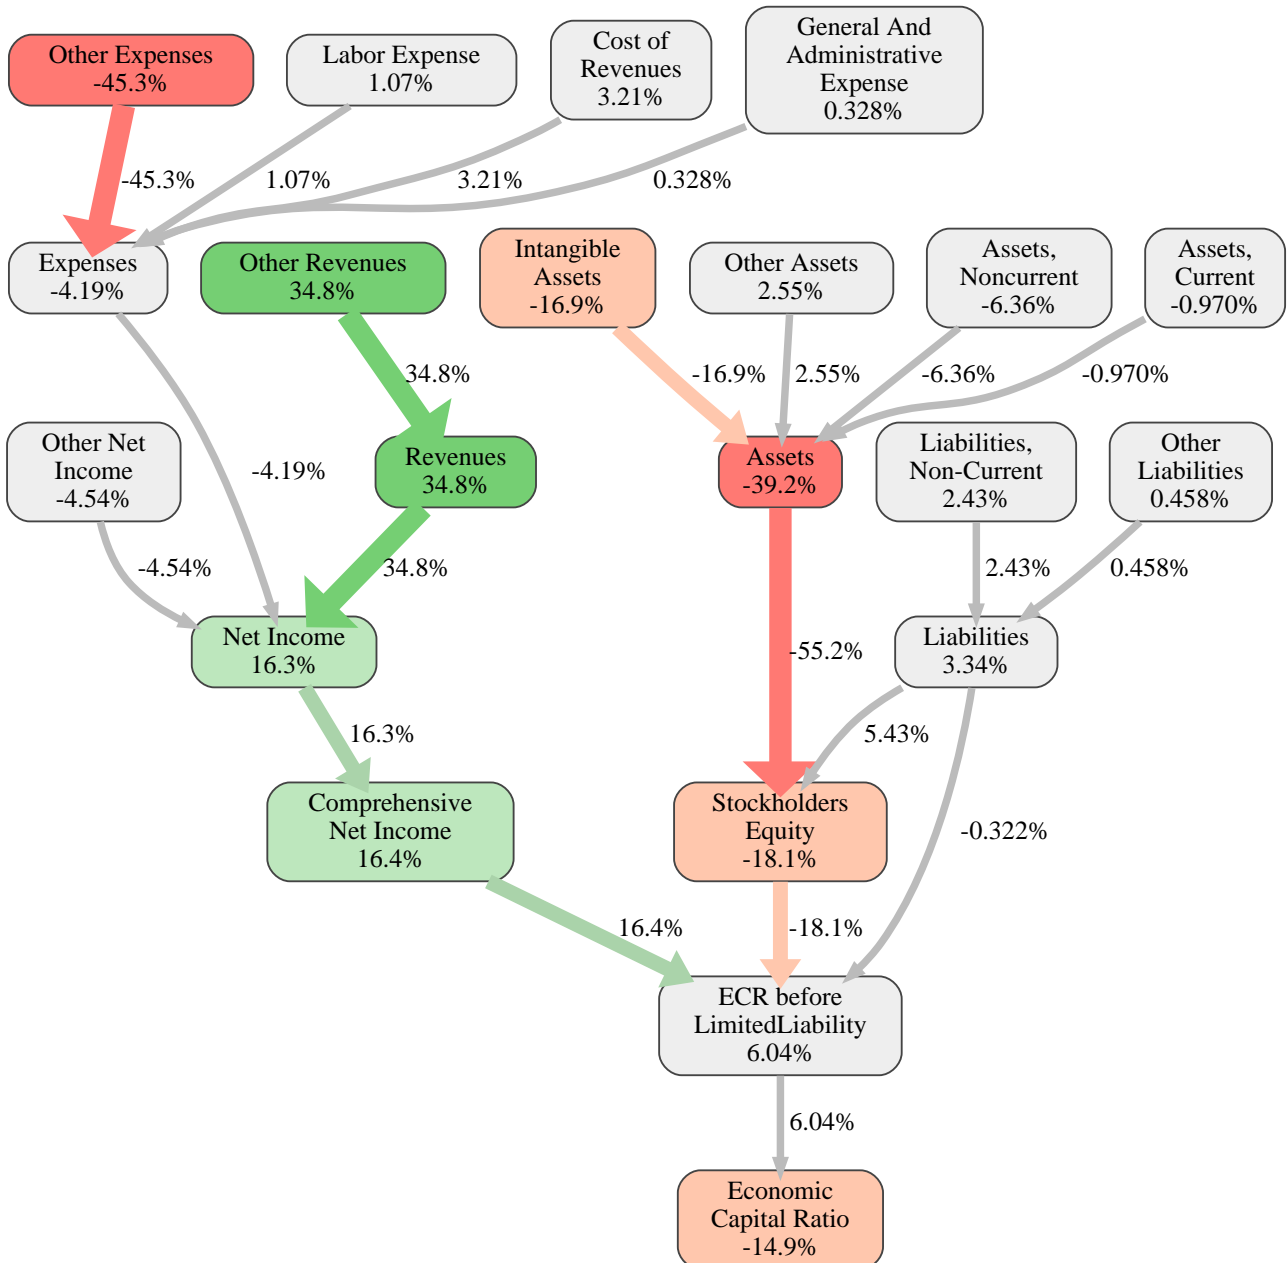 Other Expenses
-45.3%
Labor Expense
1.07%
Cost of
Revenues
3.21%
General And
Administrative
Expense
0.328%
-45.3%
1.07%
3.21%
0.328%
Expenses
-4.19%
Other Revenues
34.8%
Intangible
Assets
-16.9%
Other Assets
2.55%
Assets,
Noncurrent
-6.36%
Assets,
Current
-0.970%
34.8%
-16.9%
2.55%
-6.36%
-0.970%
Other Net
Income
-4.54%
-4.19%
Revenues
34.8%
Assets
-39.2%
Liabilities,
Non-Current
2.43%
Other
Liabilities
0.458%
-4.54%
34.8%
2.43%
0.458%
Net Income
16.3%
-55.2%
Liabilities
3.34%
16.3%
5.43%
Comprehensive
Net Income
16.4%
Stockholders
Equity
-18.1%
-0.322%
16.4%
-18.1%
ECR before
LimitedLiability
6.04%
6.04%
Economic
Capital Ratio
-14.9%